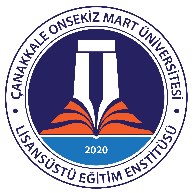 ÇANAKKALE ONSEKİZ MART ÜNİVERSİTESİ
2020
LİSANSÜSTÜ EĞİTİM ENSTİTÜSÜ